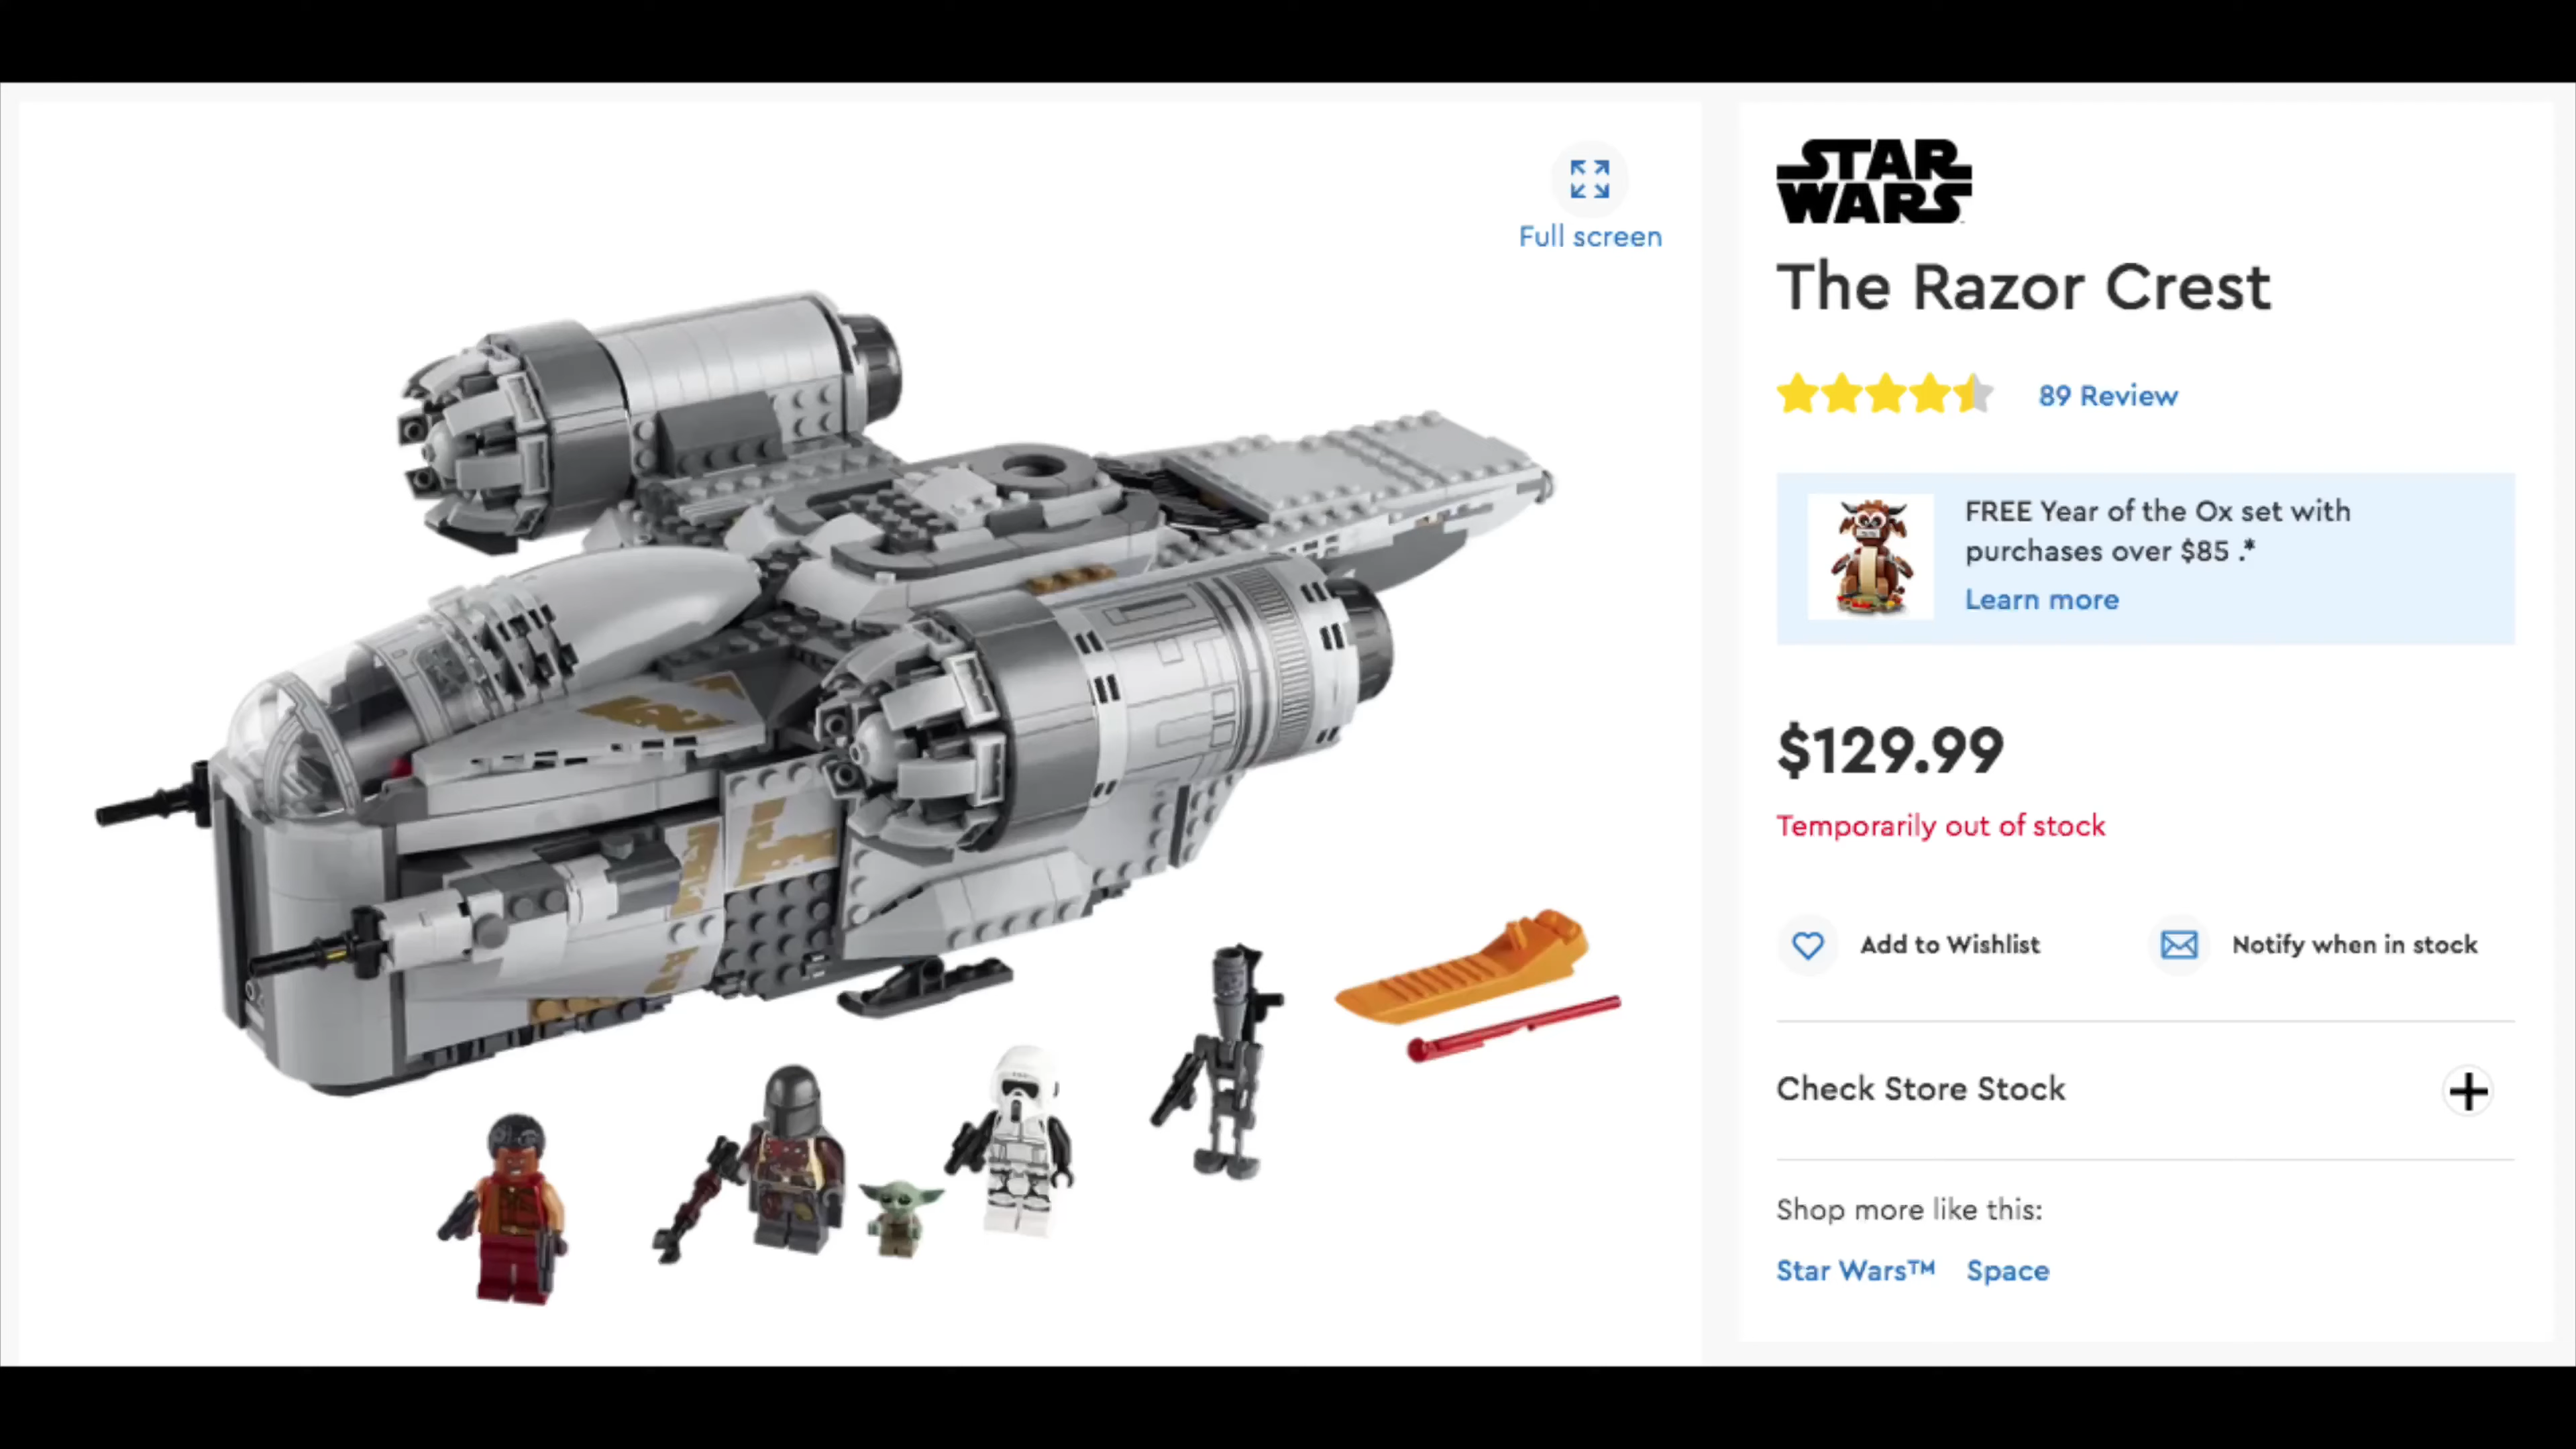 Full screen
STAR
WARS
The Razor Crest
89 Review
FREE Year of the Ox set with
purchases over $85 .*
Learn more
$129.99
Temporarily out of stock
Add to Wishlist
Notify when in stock
Check Store Stock
Shop more like this:
Star Wars™ Space